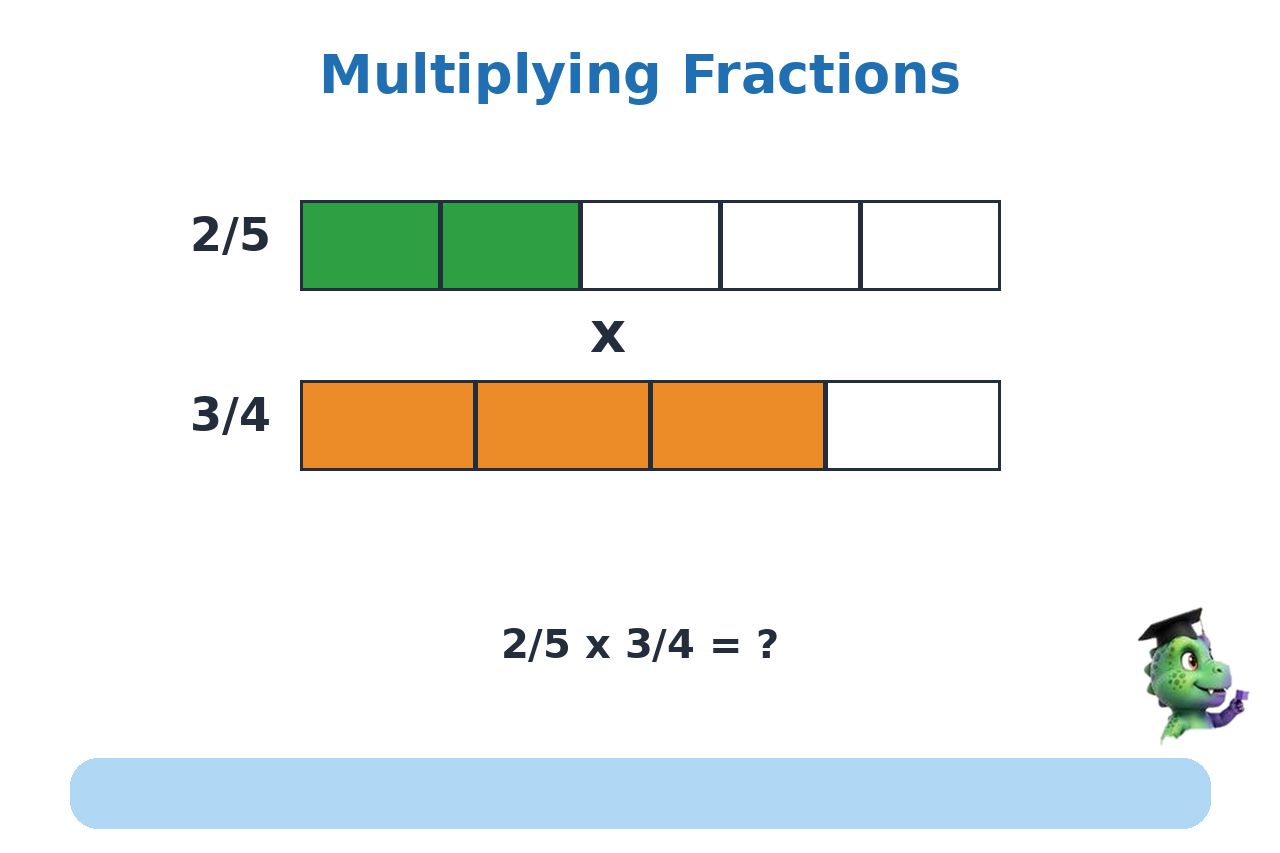 Multiplying Fractions
2/5
x
3/4
2/5 x 3/4 = ?